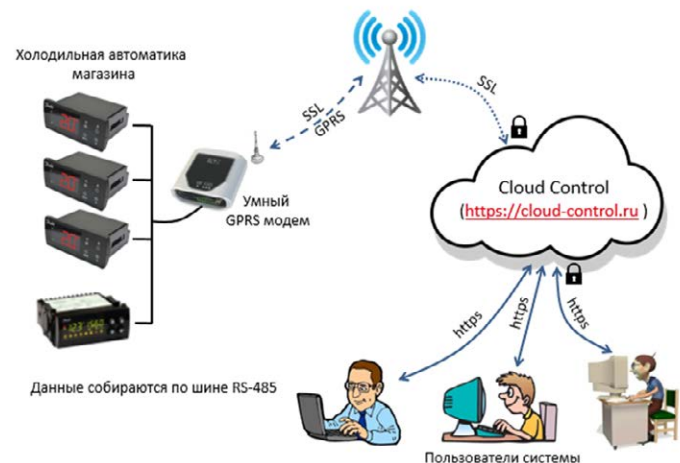 Холодильная автоматика
магазина
SSL
GPRS
SSL
Умный
GPRS модем
Cloud Control
(https://cloud-control.ru )
https
https
https
Данные собираются по шине RS-485
Пользователи системы